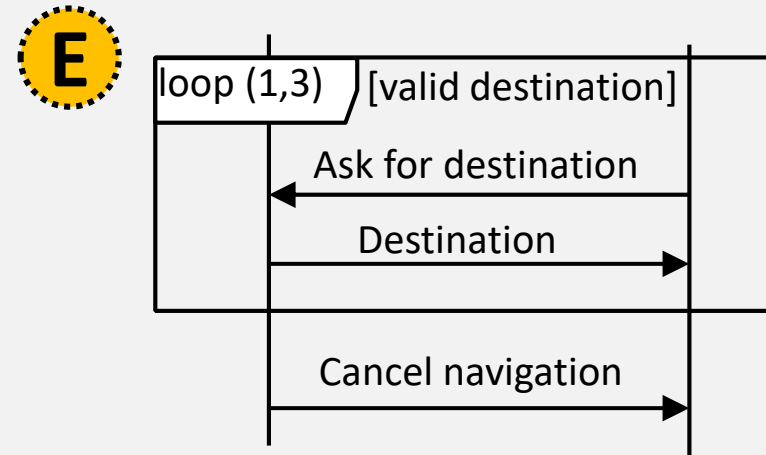 E
loop (1,3) [valid destination]
Ask for destination
Destination
Cancel navigation